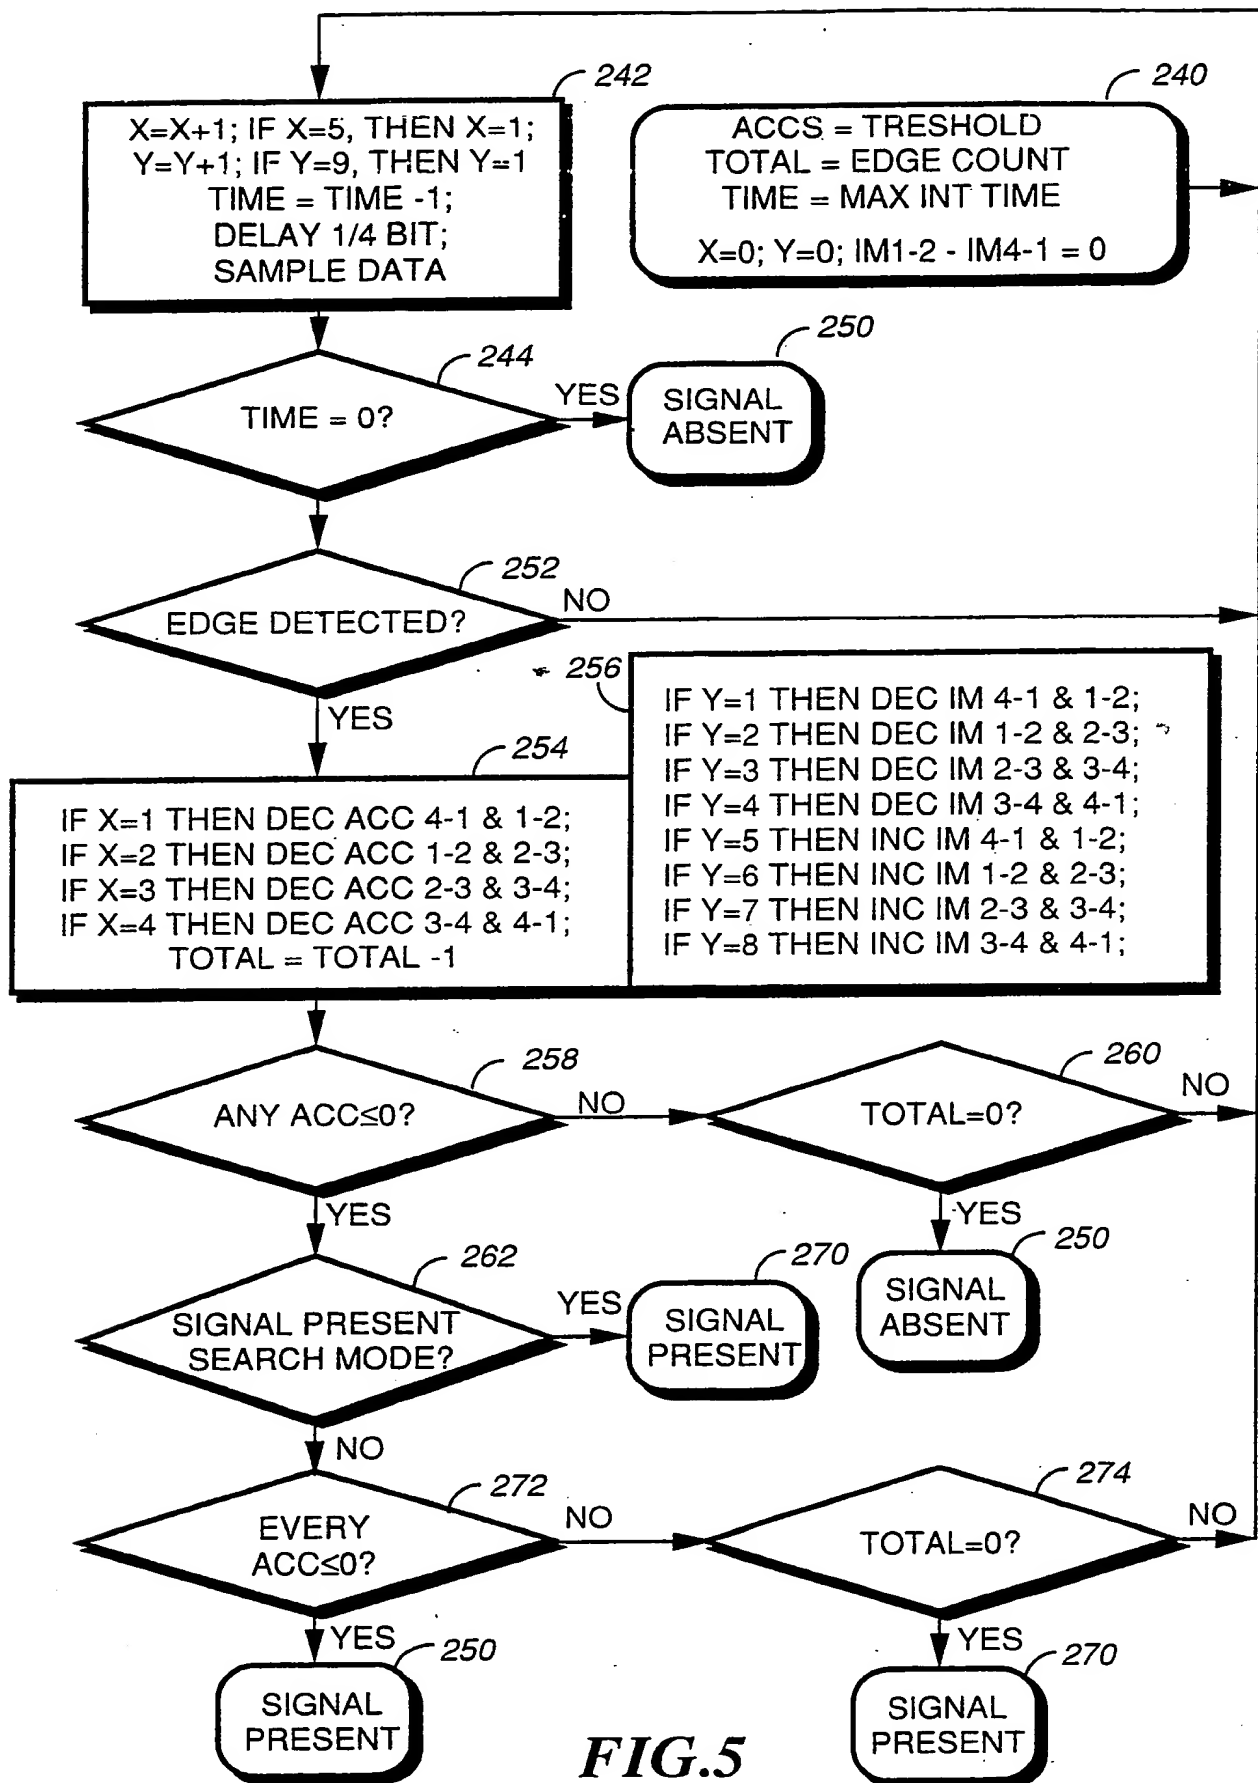 242
X=X+1; IF X=5, THEN X=1;
Y=Y+1; IF Y=9, THEN Y=1
TIME = TIME -1;
DELAY 1/4 BIT;
SAMPLE DATA
240
ACCS = TRESHOLD
TOTAL = EDGE COUNT
TIME = MAX INT TIME
X=0; Y=0; IM1-2 - IM4-1 = 0
244
TIME = 0?
YES
250
SIGNAL
ABSENT
252
EDGE DETECTED?
NO
YES
254
IF X=1 THEN DEC ACC 4-1 & 1-2;
IF X=2 THEN DEC ACC 1-2 & 2-3;
IF X=3 THEN DEC ACC 2-3 & 3-4;
IF X=4 THEN DEC ACC 3-4 & 4-1;
TOTAL = TOTAL -1
256
IF Y=1 THEN DEC IM 4-1 & 1-2;
IF Y=2 THEN DEC IM 1-2 & 2-3;
IF Y=3 THEN DEC IM 2-3 & 3-4;
IF Y=4 THEN DEC IM 3-4 & 4-1;
IF Y=5 THEN INC IM 4-1 & 1-2;
IF Y=6 THEN INC IM 1-2 & 2-3;
IF Y=7 THEN INC IM 2-3 & 3-4;
IF Y=8 THEN INC IM 3-4 & 4-1;
258
ANY ACC≤0?
NO
260
TOTAL=0?
NO
YES
250
SIGNAL
ABSENT
YES
262
SIGNAL PRESENT
SEARCH MODE?
YES
270
SIGNAL
PRESENT
NO
272
EVERY
ACC≤0?
NO
274
TOTAL=0?
NO
YES
250
SIGNAL
PRESENT
YES
270
SIGNAL
PRESENT
FIG.5